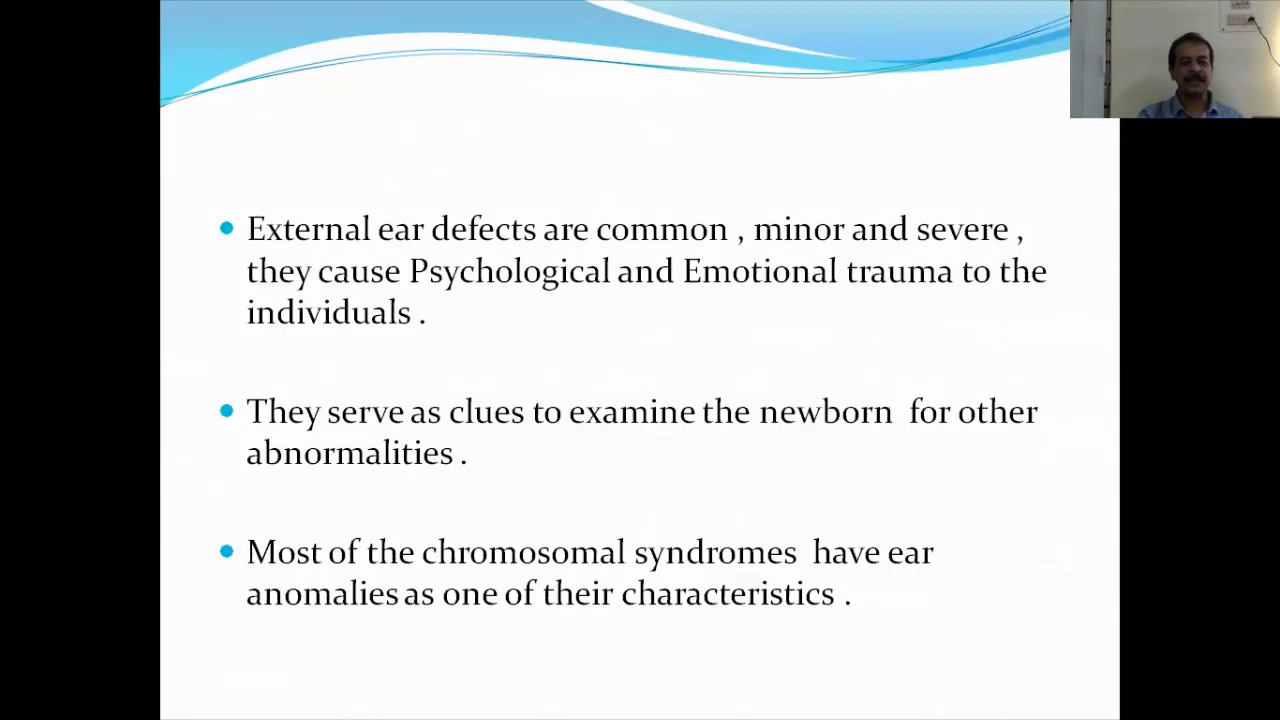 External ear defects are common , minor and severe ,
they cause Psychological and Emotional trauma to the
individuals .
They serve as clues to examine the newborn for other
abnormalities .
Most of the chromosomal syndromes have ear
anomalies as one of their characteristics .